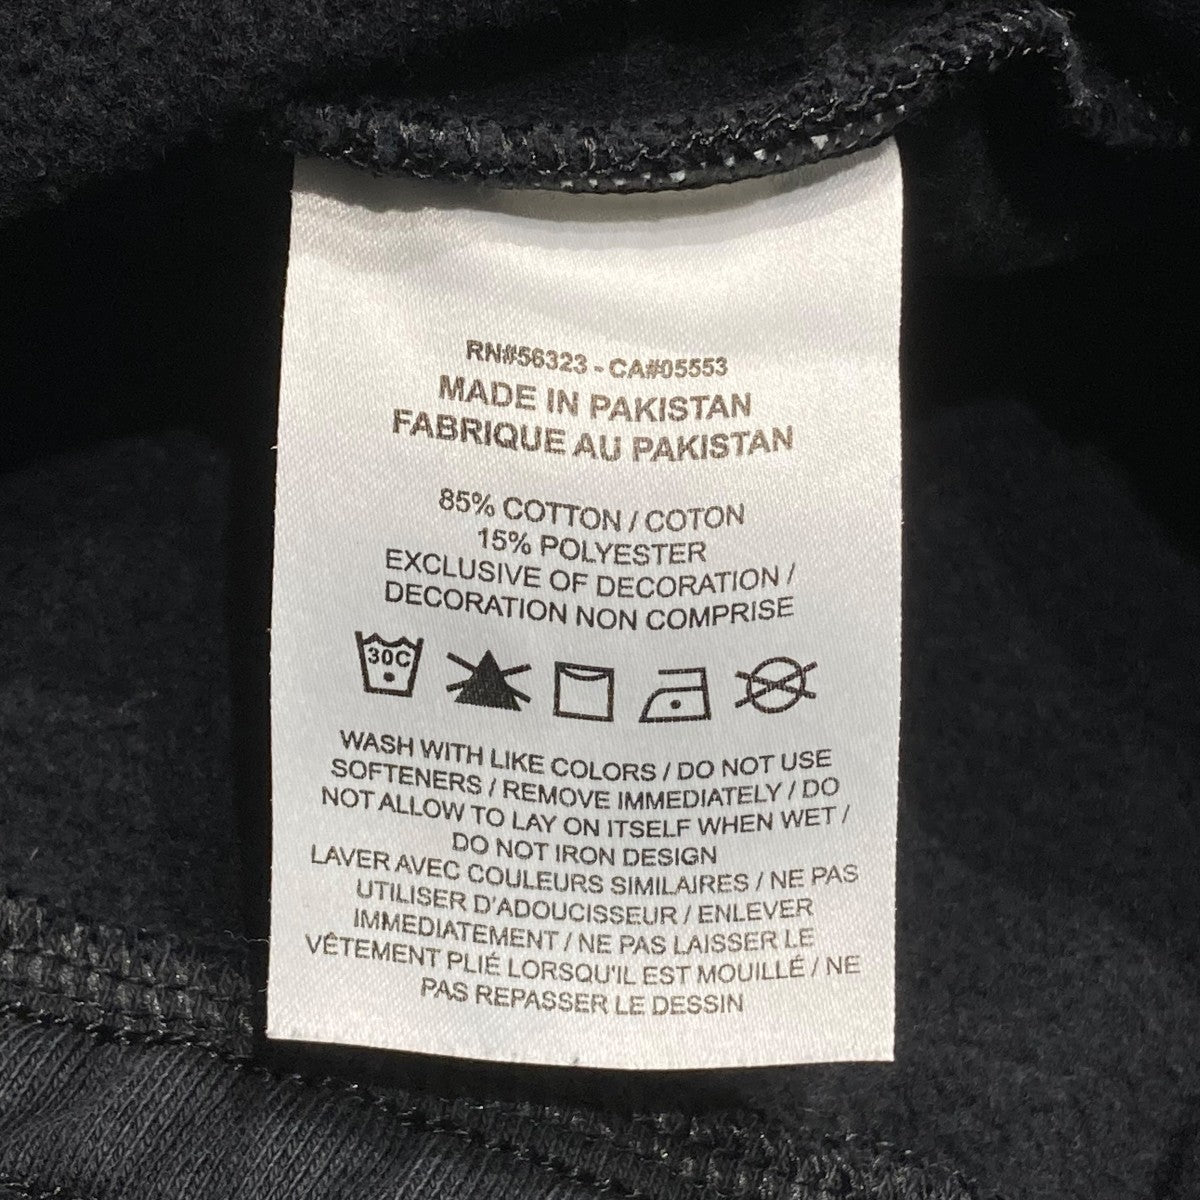 RN#56323 - CA#05553
MADE IN PAKISTAN
FABRIQUE AU PAKISTAN
85% COTTON / COTON
15% POLYESTER
EXCLUSIVE OF DECORATION /
DECORATION NON COMPRISE
30C
WASH WITH LIKE COLORS / DO NOT USE
SOFTENERS / REMOVE IMMEDIATELY / DO
NOT ALLOW TO LAY ON ITSELF WHEN WET /
DO NOT IRON DESIGN
LAVER AVEC COULEURS SIMILAIRES / NE PAS
UTILISER D'ADOUCISSEUR / ENLEVER
IMMEDIATEMENT / NE PAS LAISSER LE
VÊTEMENT PLIÉ LORSQU'IL EST MOUILLÉ / NE
PAS REPASSER LE DESSIN